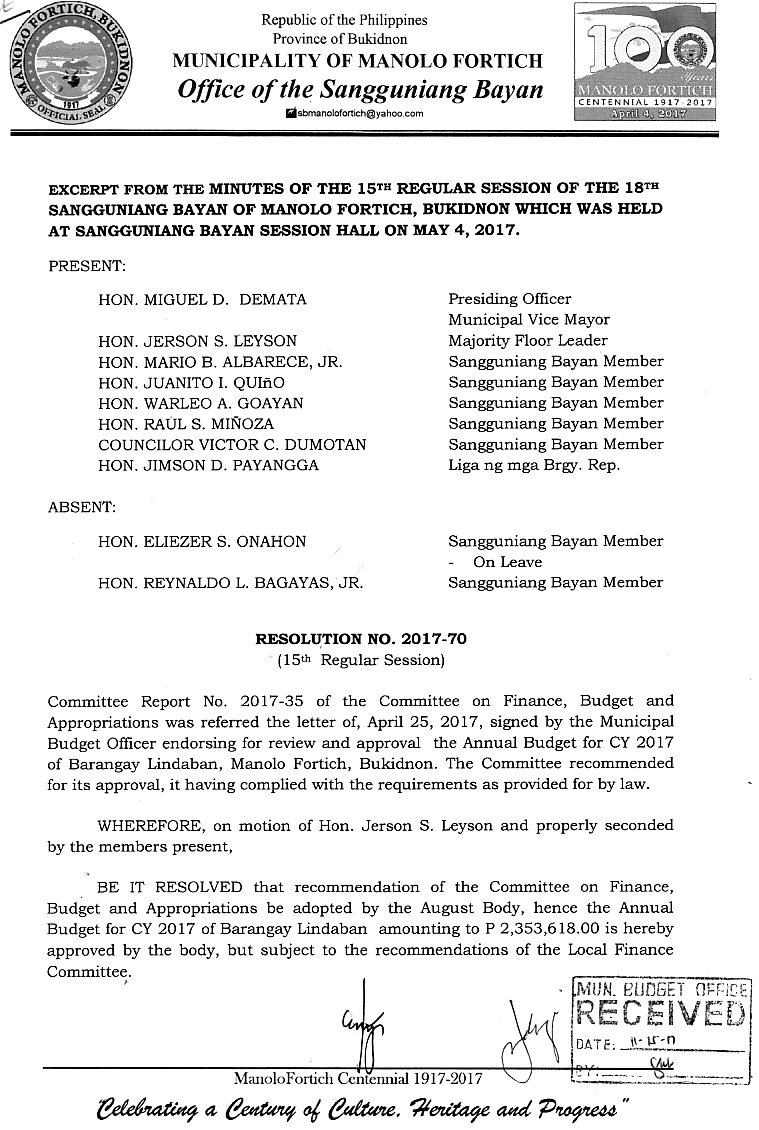 Republic of the Philippines
Province of Bukidnon
MUNICIPALITY OF MANOLO FORTICH
Office of the Sangguniang Bayan
sbmanolofortich@yahoo.com
MANOLO FORTICH, BUKIDNON
1917
OFFICIAL SEAL
100
Years
MANOLO FORTICH
CENTENNIAL 1917-2017
April 4, 2017
EXCERPT FROM THE MINUTES OF THE 15TH REGULAR SESSION OF THE 18TH
SANGGUNIANG BAYAN OF MANOLO FORTICH, BUKIDNON WHICH WAS HELD
AT SANGGUNIANG BAYAN SESSION HALL ON MAY 4, 2017.
PRESENT:
HON. MIGUEL D. DEMATA Presiding Officer
Municipal Vice Mayor
HON. JERSON S. LEYSON Majority Floor Leader
HON. MARIO B. ALBARECE, JR. Sangguniang Bayan Member
HON. JUANITO I. QUIñO Sangguniang Bayan Member
HON. WARLEO A. GOAYAN Sangguniang Bayan Member
HON. RAUL S. MIÑOZA Sangguniang Bayan Member
COUNCILOR VICTOR C. DUMOTAN Sangguniang Bayan Member
HON. JIMSON D. PAYANGGA Liga ng mga Brgy. Rep.
ABSENT:
HON. ELIEZER S. ONAHON Sangguniang Bayan Member
- On Leave
HON. REYNALDO L. BAGAYAS, JR. Sangguniang Bayan Member
RESOLUTION NO. 2017-70
(15th Regular Session)
Committee Report No. 2017-35 of the Committee on Finance, Budget and
Appropriations was referred the letter of, April 25, 2017, signed by the Municipal
Budget Officer endorsing for review and approval the Annual Budget for CY 2017
of Barangay Lindaban, Manolo Fortich, Bukidnon. The Committee recommended
for its approval, it having complied with the requirements as provided for by law.
WHEREFORE, on motion of Hon. Jerson S. Leyson and properly seconded
by the members present,
BE IT RESOLVED that recommendation of the Committee on Finance,
Budget and Appropriations be adopted by the August Body, hence the Annual
Budget for CY 2017 of Barangay Lindaban amounting to P 2,353,618.00 is hereby
approved by the body, but subject to the recommendations of the Local Finance
Committee.
MUN. BUDGET OFFICE
RECEIVED
DATE:
BY:
ManoloFortich Centennial 1917-2017
"Celebrating a Century of Culture, Heritage and Progress"